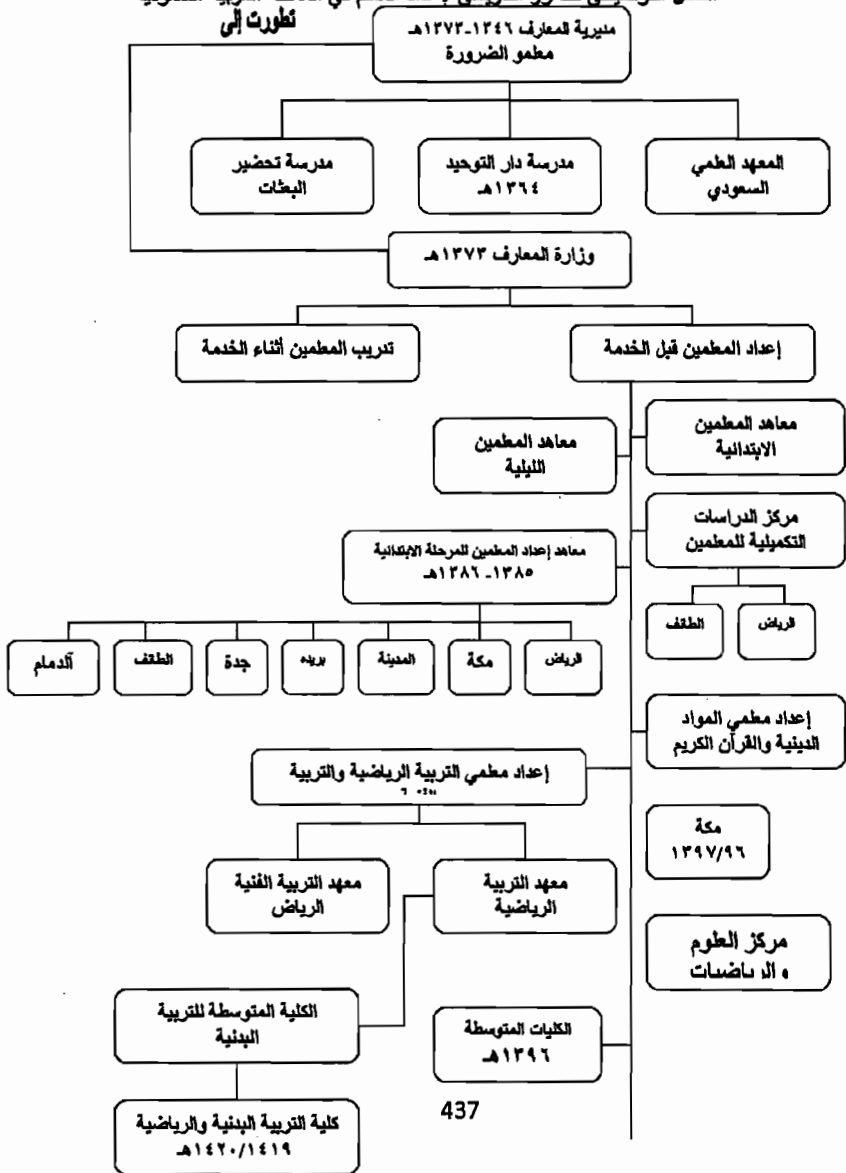 تطورت إلى
مديرية المعارف ١٣٤٦-١٣٧٣هـ
معلمو الضرورة
المعهد العلمي
السعودي
مدرسة دار التوحيد
١٣٦٤هـ
مدرسة تحضير
البعثات
وزارة المعارف ١٣٧٣هـ
إعداد المعلمين قبل الخدمة
تدريب المعلمين أثناء الخدمة
معاهد المعلمين
الابتدائية
معاهد المعلمين
الليلية
مركز الدراسات
التكميلية للمعلمين
الرياض
الطائف
معاهد إعداد المعلمين للمرحلة الابتدائية
١٣٨٥-١٣٨٦هـ
الرياض
مكة
المدينة
بريده
جدة
الطائف
الدمام
إعداد معلمي المواد
الدينية والقرآن الكريم
إعداد معلمي التربية الرياضية والتربية
مكة
١٣٩٧/٩٦
معهد التربية
الرياضية
معهد التربية الفنية
الرياض
مركز العلوم
والرياضيات
الكلية المتوسطة للتربية
البدنية
الكليات المتوسطة
١٣٩٦هـ
كلية التربية البدنية والرياضية
١٤٢٠/١٤١٩هـ
437